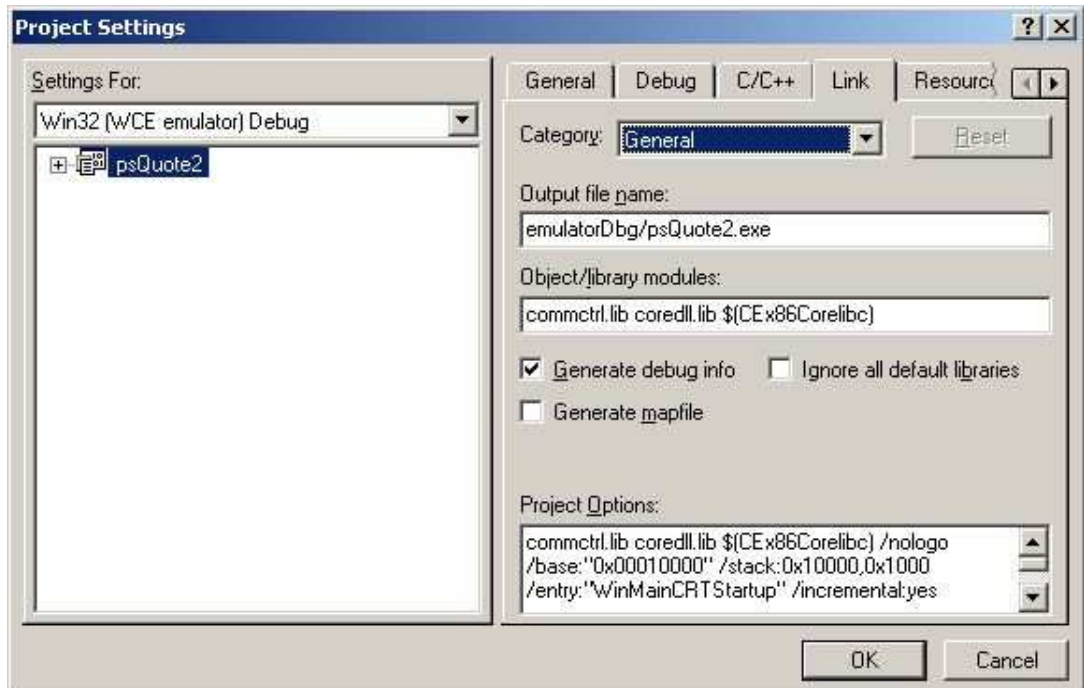 Project Settings
Settings For:
Win32 (WCE emulator) Debug
psQuote2
General Debug C/C++ Link
Category: General Reset
Output file name:
emulatorDbg/psQuote2.exe
Object/library modules:
commctrl.lib coredll.lib $(CEx86Corelibc)
Generate debug info Ignore all default libraries
Generate mapfile
Project Options:
commctrl.lib coredll.lib $(CEx86Corelibc) /nologo
/base:"0x00010000" /stack:0x10000,0x1000
/entry:"WinMainCRTStartup" /incremental:yes
OK Cancel